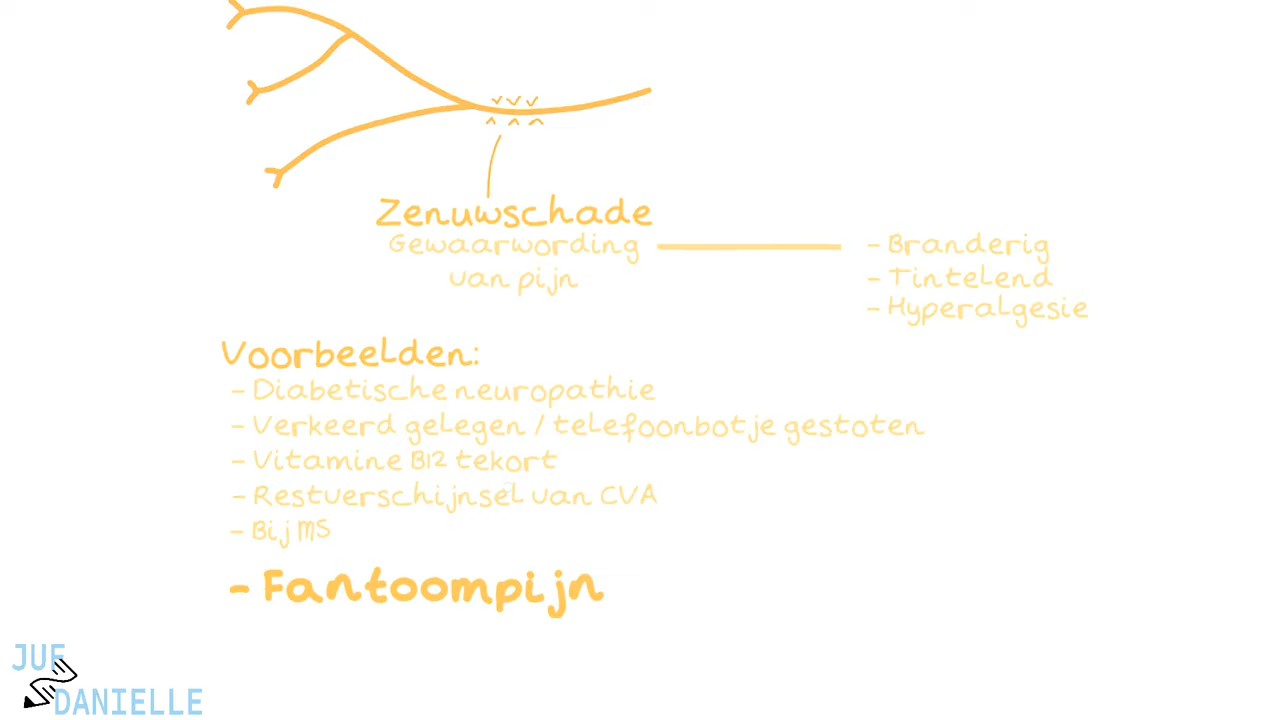 Zenuwschade
Gewaarwording
van pijn
- Branderig
- Tintelend
- Hyperalgesie
Voorbeelden:
- Diabetische neuropathie
- Verkeerd gelegen / telefoonbotje gestoten
- Vitamine B12 tekort
- Restverschijnsel van CVA
- Bij MS
- Fantoompijn
JUF
DANIELLE